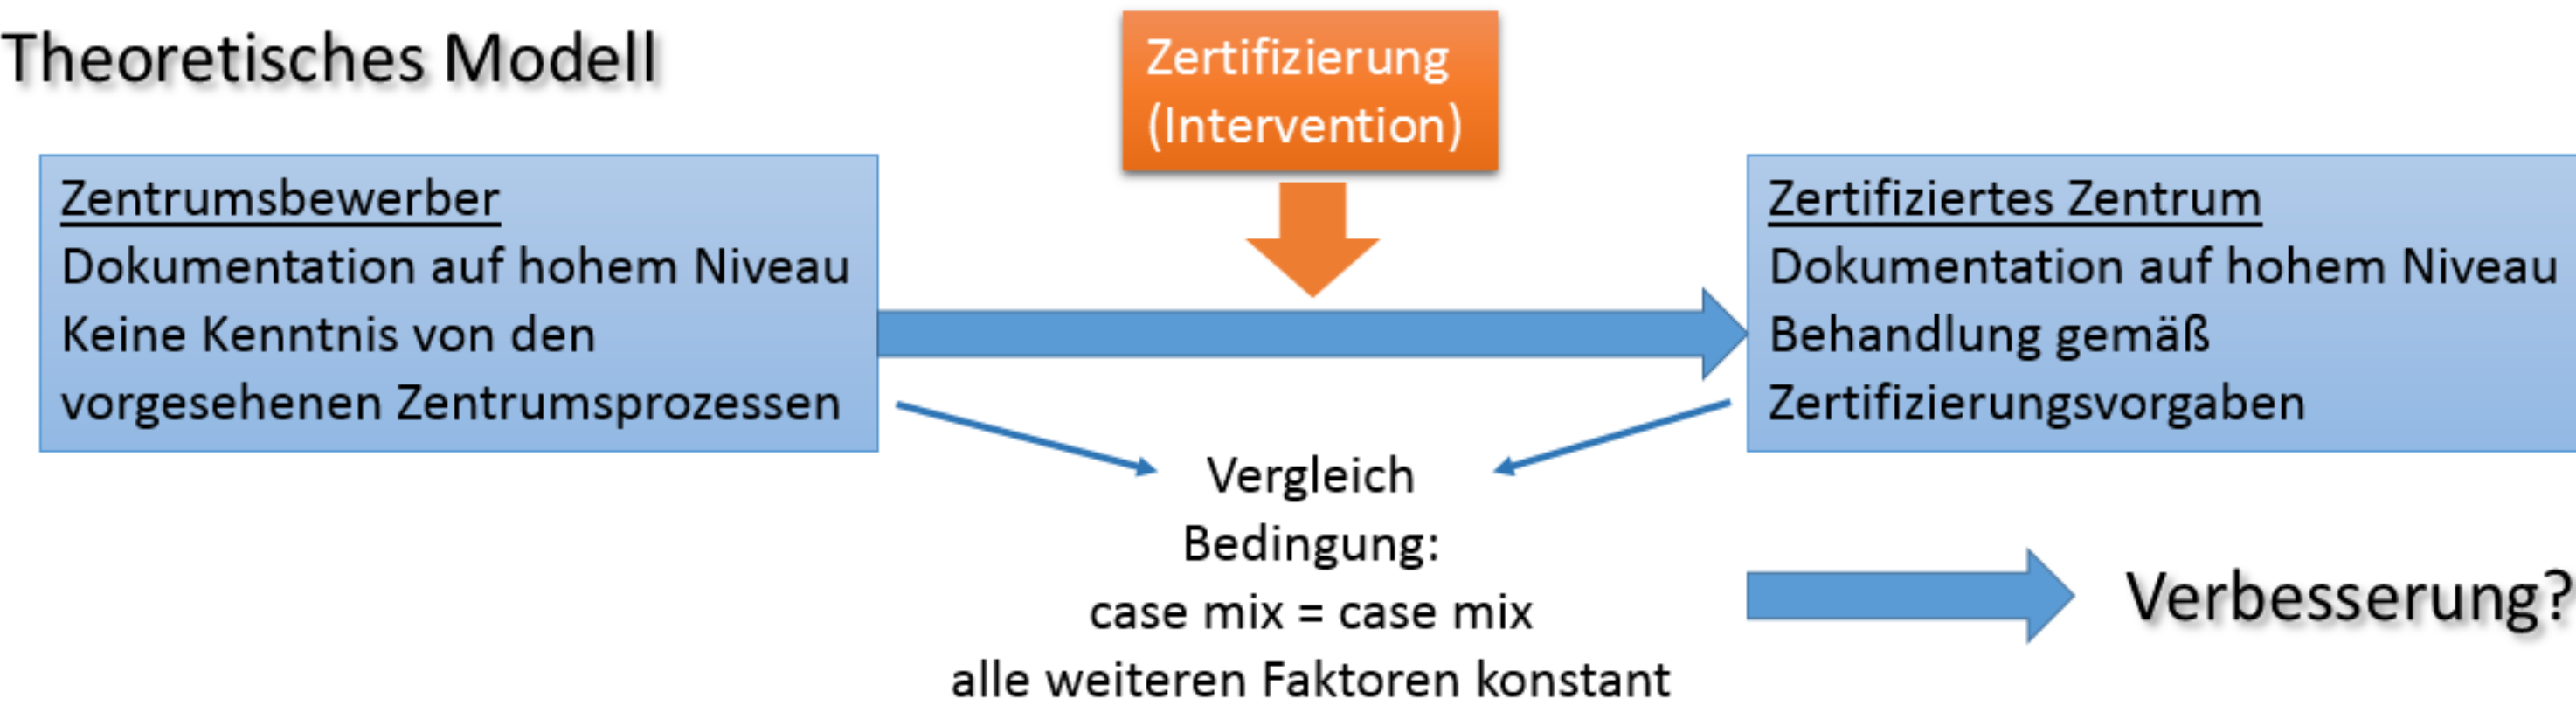 Theoretisches Modell
Zertifizierung
(Intervention)
Zentrumsbewerber
Dokumentation auf hohem Niveau
Keine Kenntnis von den
vorgesehenen Zentrumsprozessen
Zertifiziertes Zentrum
Dokumentation auf hohem Niveau
Behandlung gemäß
Zertifizierungsvorgaben
Vergleich
Bedingung:
case mix = case mix
alle weiteren Faktoren konstant
Verbesserung?